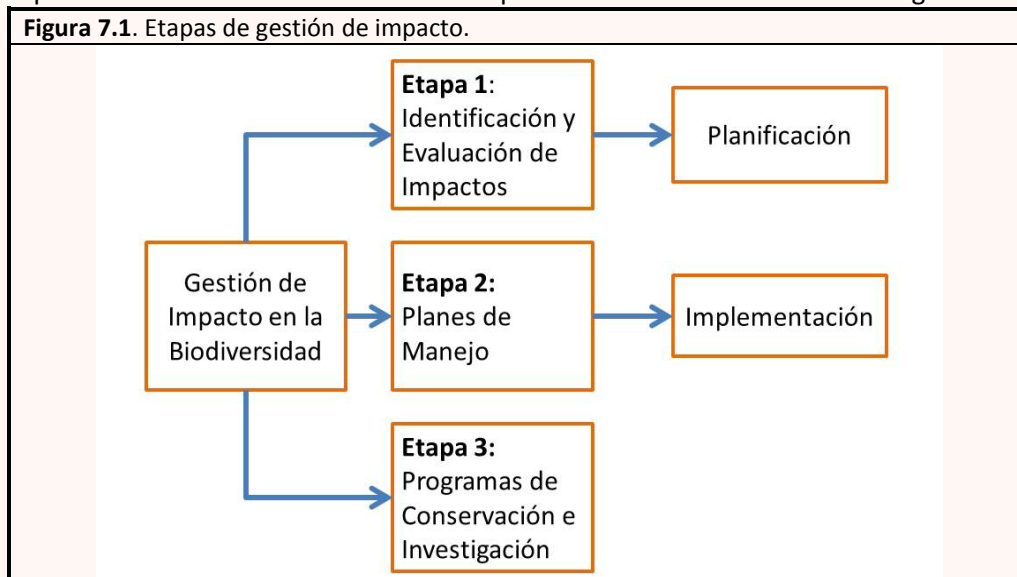 Figura 7.1. Etapas de gestión de impacto.
Etapa 1:
Identificación y
Evaluación de
Impactos
Planificación
Gestión de
Impacto en la
Biodiversidad
Etapa 2:
Planes de
Manejo
Implementación
Etapa 3:
Programas de
Conservación e
Investigación